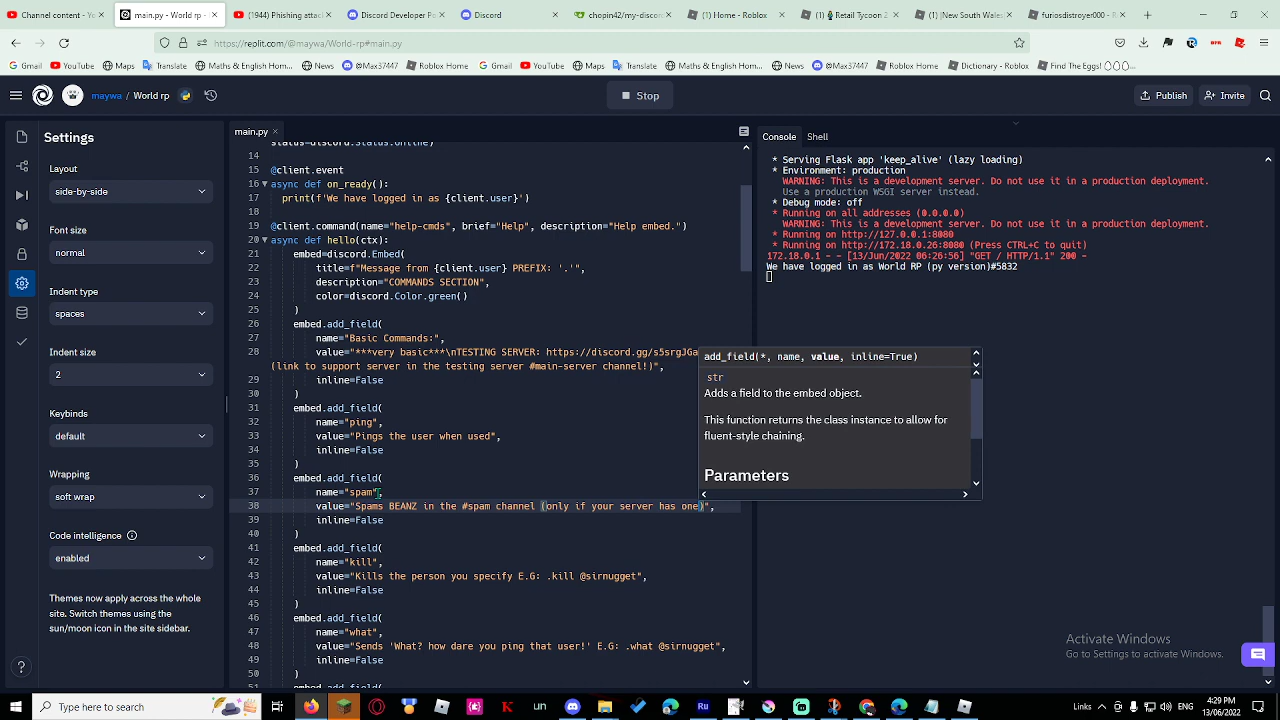 (1944) Phishing attac
Discord Developer Pe
Discord
chopin42/my-discor
(1) Home - Roblox
Retail Tycoon 2
(New South Wales
furiosdistroyer000 - R
https://replit.com/@maywa/World-rp#main.py
Gmail YouTube Maps Translate Maths & English Hom... News @Max37447 Roblox Home Gmail YouTube Maps Translate Maths & English Hom... News @Max37447 Roblox Home Dictionary - Roblox Find The Eggs!
maywa / World rp
Stop
Publish
Invite
Settings
Layout
side-by-side
Font size
normal
Indent type
spaces
Indent size
2
Keybinds
default
Wrapping
soft wrap
Code intelligence
enabled
Themes now apply across the whole
site. Switch themes using the
sun/moon icon in the site sidebar.
main.py
status=discord.Status.online)
14
15 @client.event
16 async def on_ready():
17 print(f'We have logged in as {client.user}')
18
19 @client.command(name="help-cmds", brief="Help", description="Help embed.")
20 async def hello(ctx):
21 embed=discord.Embed(
22 title=f"Message from {client.user} PREFIX: '.'",
23 description="COMMANDS SECTION",
24 color=discord.Color.green()
25 )
26 embed.add_field(
27 name="Basic Commands:",
28 value="***very basic***\nTESTING SERVER: https://discord.gg/s5srgJGa
(link to support server in the testing server #main-server channel!)",
29 inline=False
30 )
31 embed.add_field(
32 name="ping",
33 value="Pings the user when used",
34 inline=False
35 )
36 embed.add_field(
37 name="spam",
38 value="Spams BEANZ in the #spam channel (only if your server has one)",
39 inline=False
40 )
41 embed.add_field(
42 name="kill",
43 value="Kills the person you specify E.G: .kill @sirnugget",
44 inline=False
45 )
46 embed.add_field(
47 name="what",
48 value="Sends 'What? how dare you ping that user!' E.G: .what @sirnugget",
49 inline=False
50 )
51 embed.add_field(
add_field(*, name, value, inline=True)
str
Adds a field to the embed object.
This function returns the class instance to allow for
fluent-style chaining.
Parameters
Console
Shell
* Serving Flask app 'keep_alive' (lazy loading)
* Environment: production
WARNING: This is a development server. Do not use it in a production deployment.
Use a production WSGI server instead.
* Debug mode: off
* Running on all addresses (0.0.0.0)
WARNING: This is a development server. Do not use it in a production deployment.
* Running on http://127.0.0.1:8080
* Running on http://172.18.0.26:8080 (Press CTRL+C to quit)
172.18.0.1 - - [13/Jun/2022 06:26:56] "GET / HTTP/1.1" 200 -
We have logged in as World RP (py version)#5832
Activate Windows
Go to Settings to activate Windows.
Type here to search
Links
ENG
4:29 PM
13/06/2022